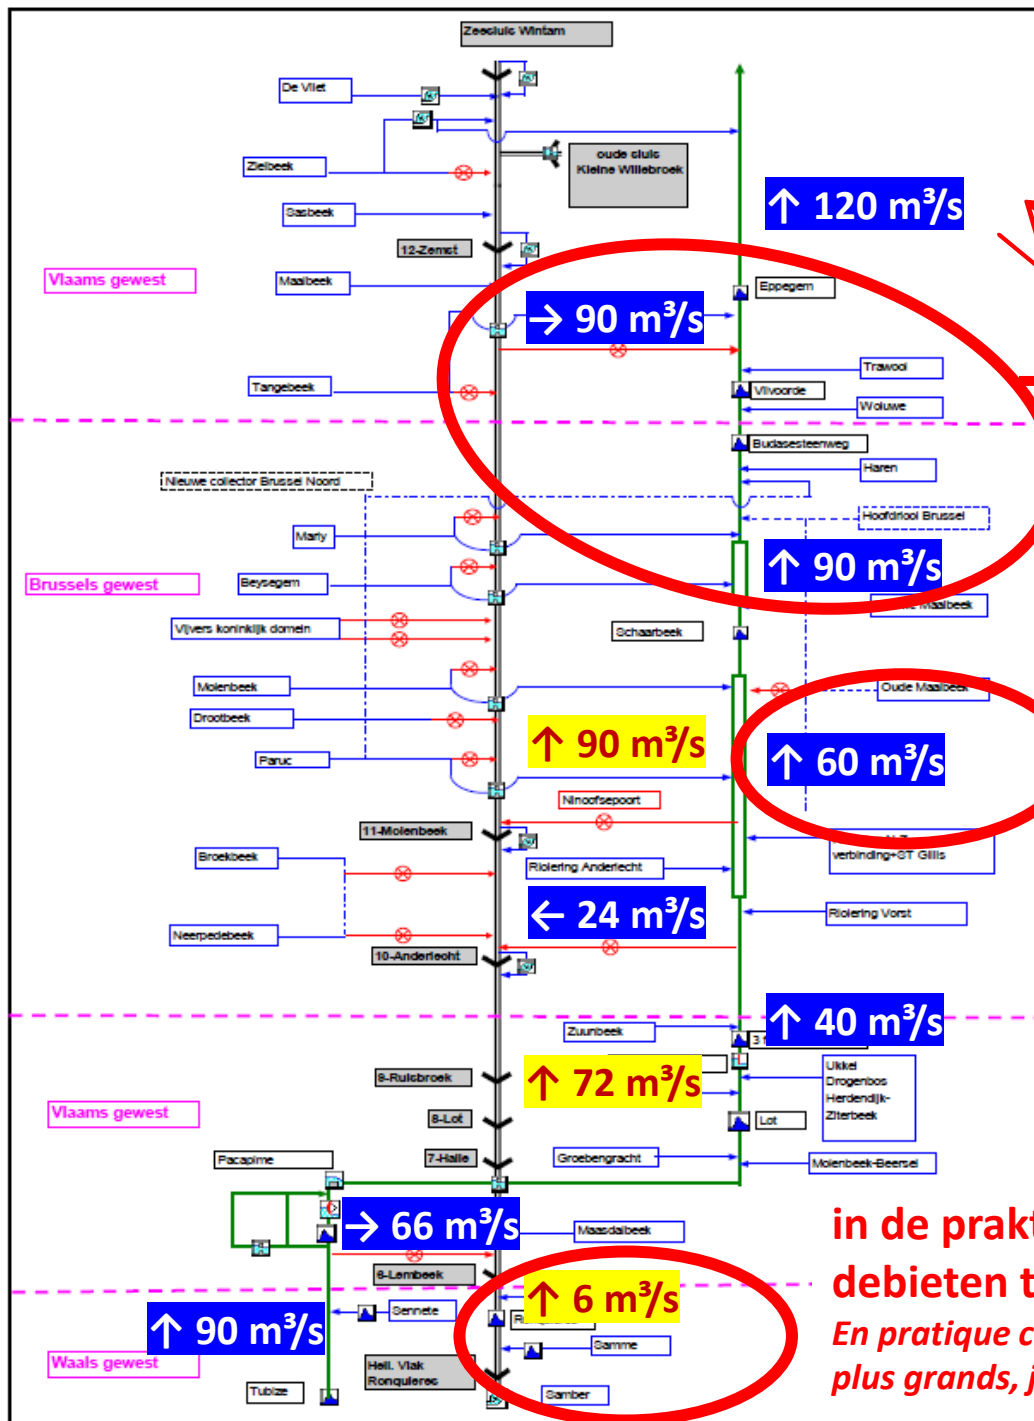 Zeesluis Wintam
De Vliet
oude sluis
Kleine Willebroek
Zielbeek
↑ 120 m³/s
Sasbeek
12-Zemst
Vlaams gewest
Maalbeek
Eppegem
→ 90 m³/s
Trawool
Tangebeek
Vilvoorde
Woluwe
Budasesteenweg
Haren
Nieuwe collector Brussel Noord
Hoofdriool Brussel
Marly
↑ 90 m³/s
Brussels gewest
Beysegem
Maalbeek
Vijvers koninklijk domein
Schaarbeek
Molenbeek
Oude Maalbeek
Drootbeek
↑ 90 m³/s
Paruc
↑ 60 m³/s
Ninoofsepoort
11-Molenbeek
verbinding+ST Gillis
Broekbeek
Riolering Anderlecht
← 24 m³/s
Riolering Vorst
Neerpedebeek
10-Anderlecht
Zuunbeek
↑ 40 m³/s
3
9-Ruisbroek
↑ 72 m³/s
Ukkel
Drogenbos
Herdendijk-
Zitterbeek
Vlaams gewest
8-Lot
Lot
Pacapime
7-Halle
Groebengracht
Molenbeek-Beersel
→ 66 m³/s
Maasdalbeek
in de prakt
6-Lembeek
debieten t
↑ 90 m³/s
Sennete
↑ 6 m³/s
En pratique c
Waals gewest
Samme
Hell. Vlak
Ronquieres
plus grands, j
Tubize
Samber